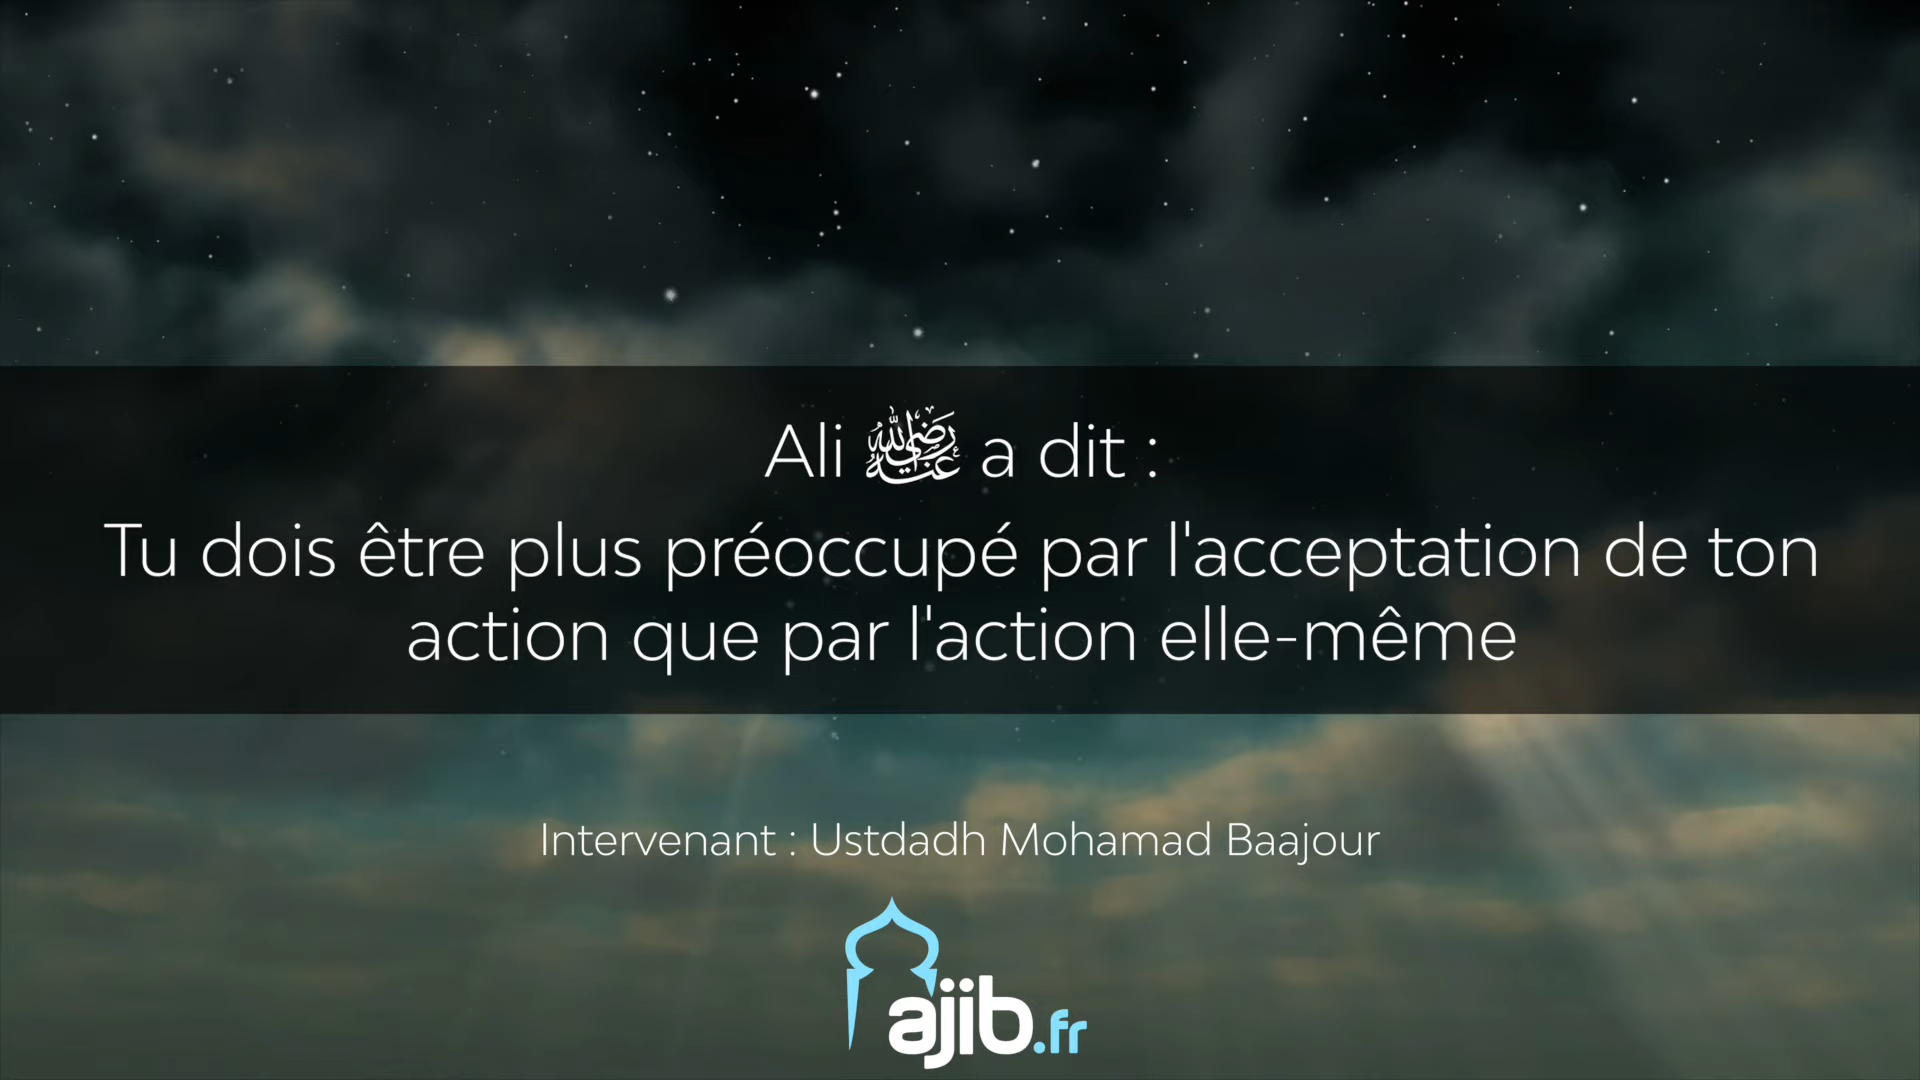 Ali رضي الله عنه a dit :
Tu dois être plus préoccupé par l'acceptation de ton
action que par l'action elle-même
Intervenant : Ustdadh Mohamad Baajour
ajib.fr